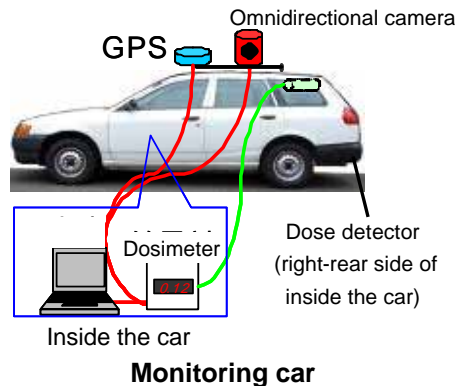 Omnidirectional camera
GPS
Dosimeter
0.12
Dose detector
(right-rear side of
inside the car)
Inside the car
Monitoring car